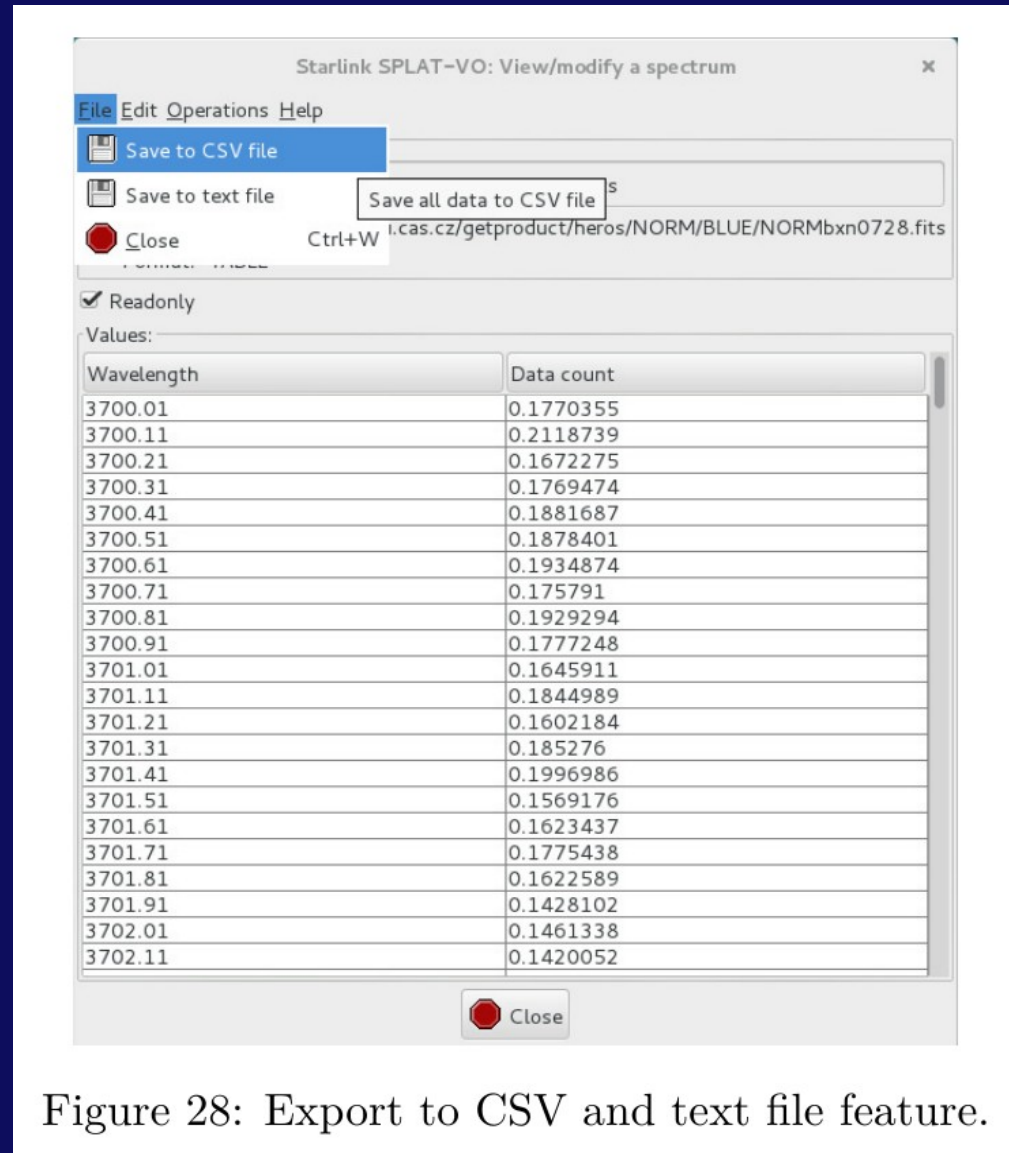 Starlink SPLAT-VO: View/modify a spectrum ×
File Edit Operations Help
Save to CSV file
Save to text file
Save all data to CSV file
Close Ctrl+W
.cas.cz/getproduct/heros/NORM/BLUE/NORMbxn0728.fits
Readonly
Values:
Wavelength Data count
3700.01 0.1770355
3700.11 0.2118739
3700.21 0.1672275
3700.31 0.1769474
3700.41 0.1881687
3700.51 0.1878401
3700.61 0.1934874
3700.71 0.175791
3700.81 0.1929294
3700.91 0.1777248
3701.01 0.1645911
3701.11 0.1844989
3701.21 0.1602184
3701.31 0.185276
3701.41 0.1996986
3701.51 0.1569176
3701.61 0.1623437
3701.71 0.1775438
3701.81 0.1622589
3701.91 0.1428102
3702.01 0.1461338
3702.11 0.1420052
Close
Figure 28: Export to CSV and text file feature.